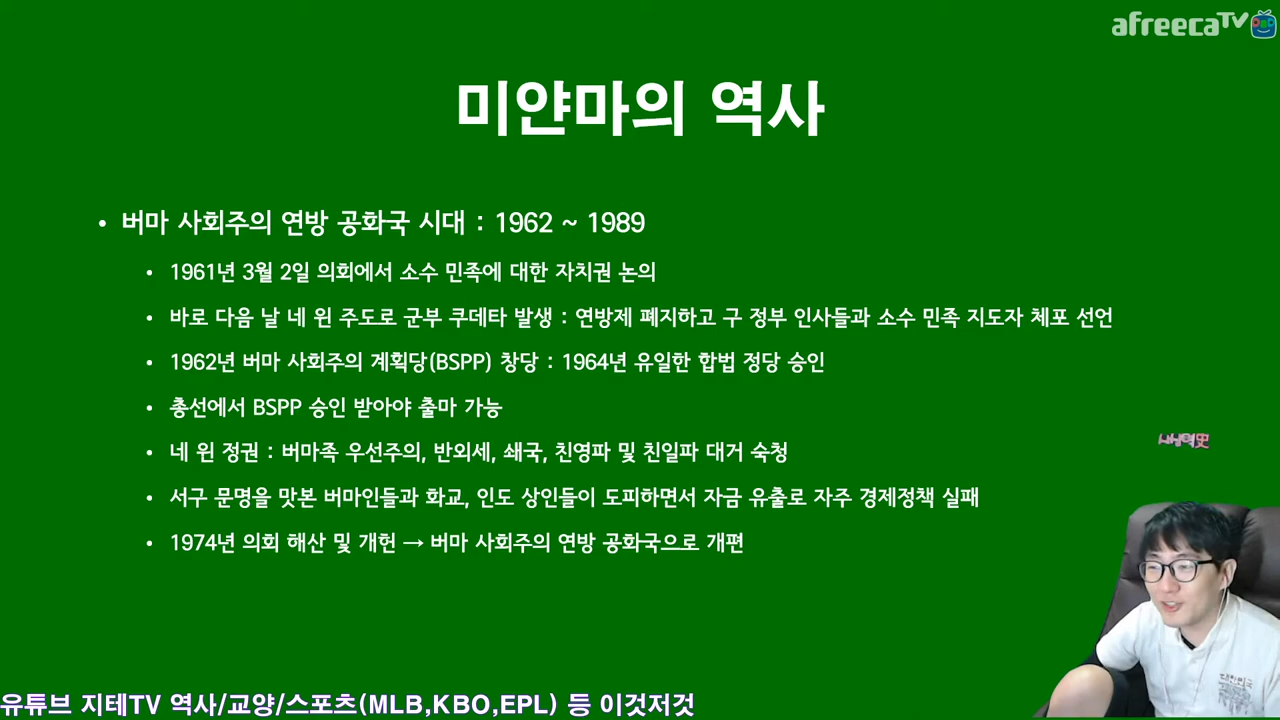 afreecaTV
미얀마의 역사
• 버마 사회주의 연방 공화국 시대 : 1962 ~ 1989
• 1961년 3월 2일 의회에서 소수 민족에 대한 자치권 논의
• 바로 다음 날 네 윈 주도로 군부 쿠데타 발생 : 연방제 폐지하고 구 정부 인사들과 소수 민족 지도자 체포 선언
• 1962년 버마 사회주의 계획당(BSPP) 창당 : 1964년 유일한 합법 정당 승인
• 총선에서 BSPP 승인 받아야 출마 가능
• 네 윈 정권 : 버마족 우선주의, 반외세, 쇄국, 친영파 및 친일파 대거 숙청
• 서구 문명을 맛본 버마인들과 화교, 인도 상인들이 도피하면서 자금 유출로 자주 경제정책 실패
• 1974년 의회 해산 및 개헌 → 버마 사회주의 연방 공화국으로 개편
대한민국
유튜브 지테TV 역사/교양/스포츠(MLB,KBO,EPL) 등 이것저것